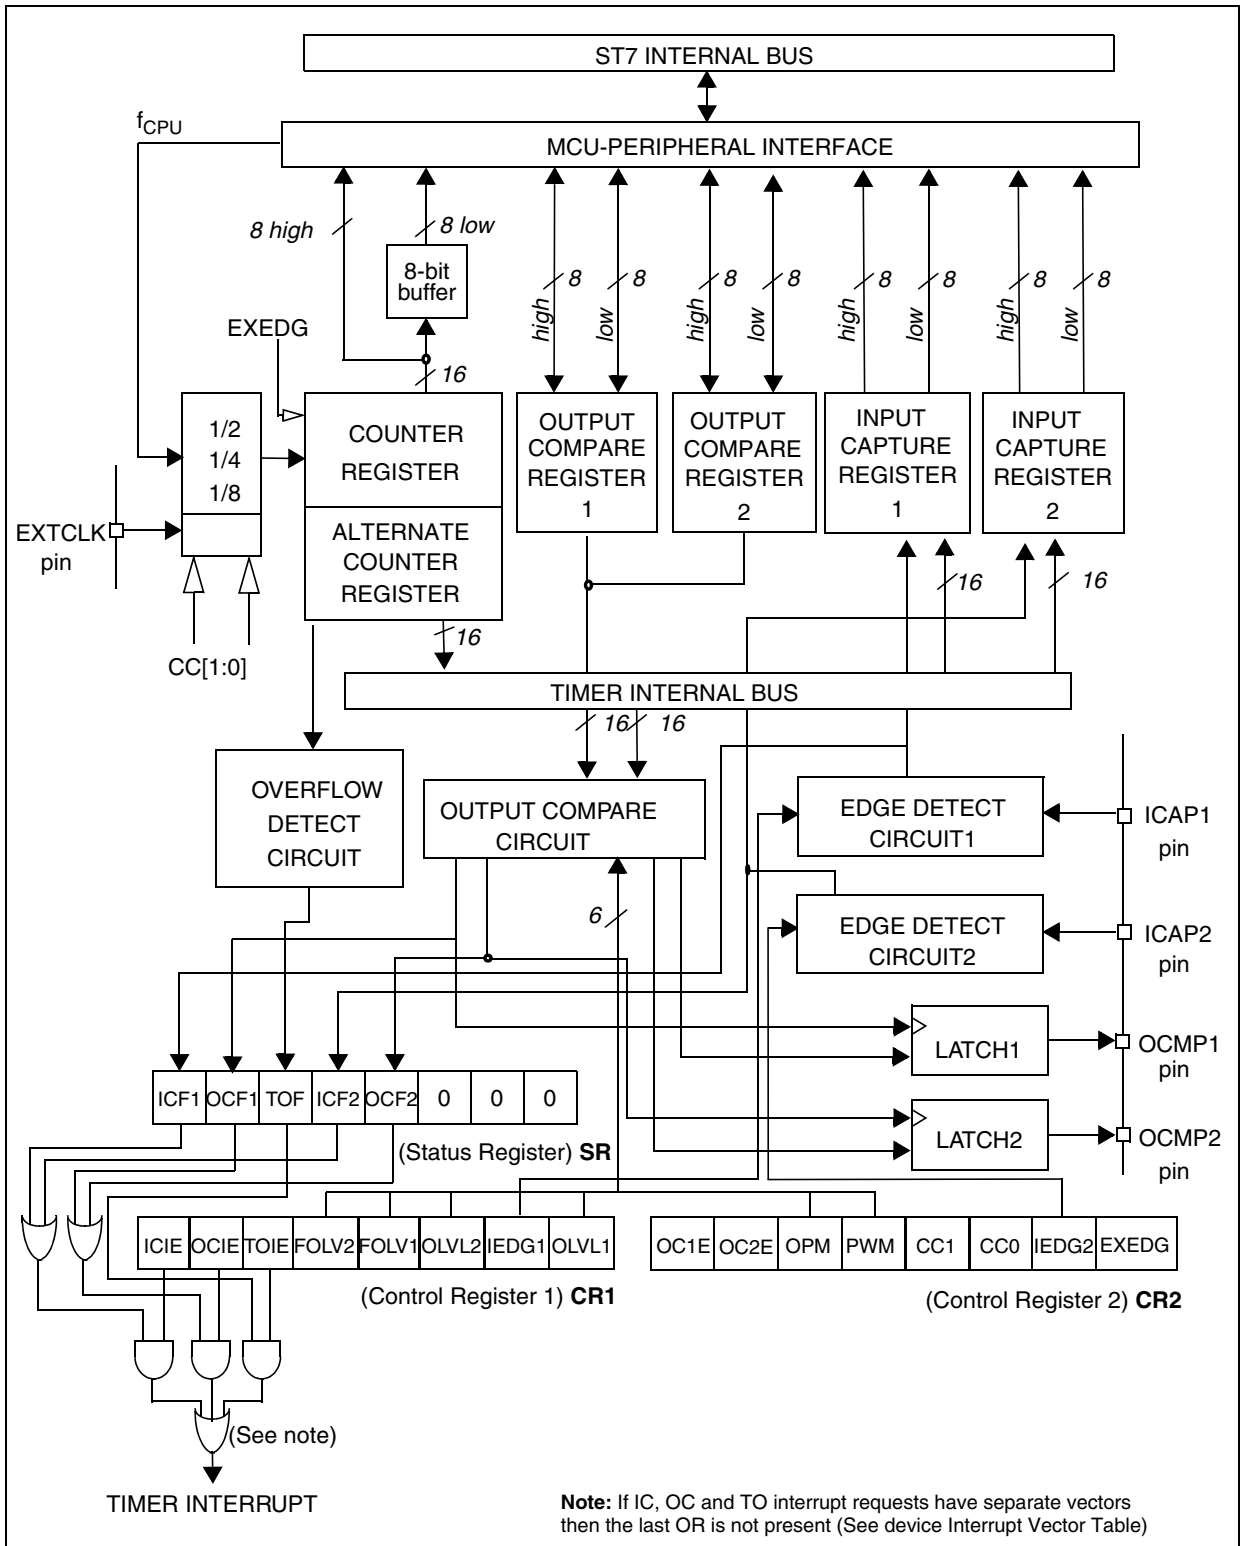 ST7 INTERNAL BUS
fCPU
MCU-PERIPHERAL INTERFACE
8 high
8 low
8-bit
buffer
8
8
8
8
8
8
8
8
high
low
high
low
high
low
high
low
EXEDG
16
1/2
1/4
1/8
COUNTER
REGISTER
ALTERNATE
COUNTER
REGISTER
OUTPUT
COMPARE
REGISTER
1
OUTPUT
COMPARE
REGISTER
2
INPUT
CAPTURE
REGISTER
1
INPUT
CAPTURE
REGISTER
2
EXTCLK
pin
16
16
16
CC[1:0]
TIMER INTERNAL BUS
16
16
OVERFLOW
DETECT
CIRCUIT
OUTPUT COMPARE
CIRCUIT
EDGE DETECT
CIRCUIT1
ICAP1
pin
6
EDGE DETECT
CIRCUIT2
ICAP2
pin
LATCH1
OCMP1
pin
LATCH2
OCMP2
pin
ICF1 OCF1 TOF ICF2 OCF2 0 0 0
(Status Register) SR
ICIE OCIE TOIE FOLV2 FOLV1 OLVL2 IEDG1 OLVL1
(Control Register 1) CR1
OC1E OC2E OPM PWM CC1 CC0 IEDG2 EXEDG
(Control Register 2) CR2
(See note)
TIMER INTERRUPT
Note: If IC, OC and TO interrupt requests have separate vectors
then the last OR is not present (See device Interrupt Vector Table)